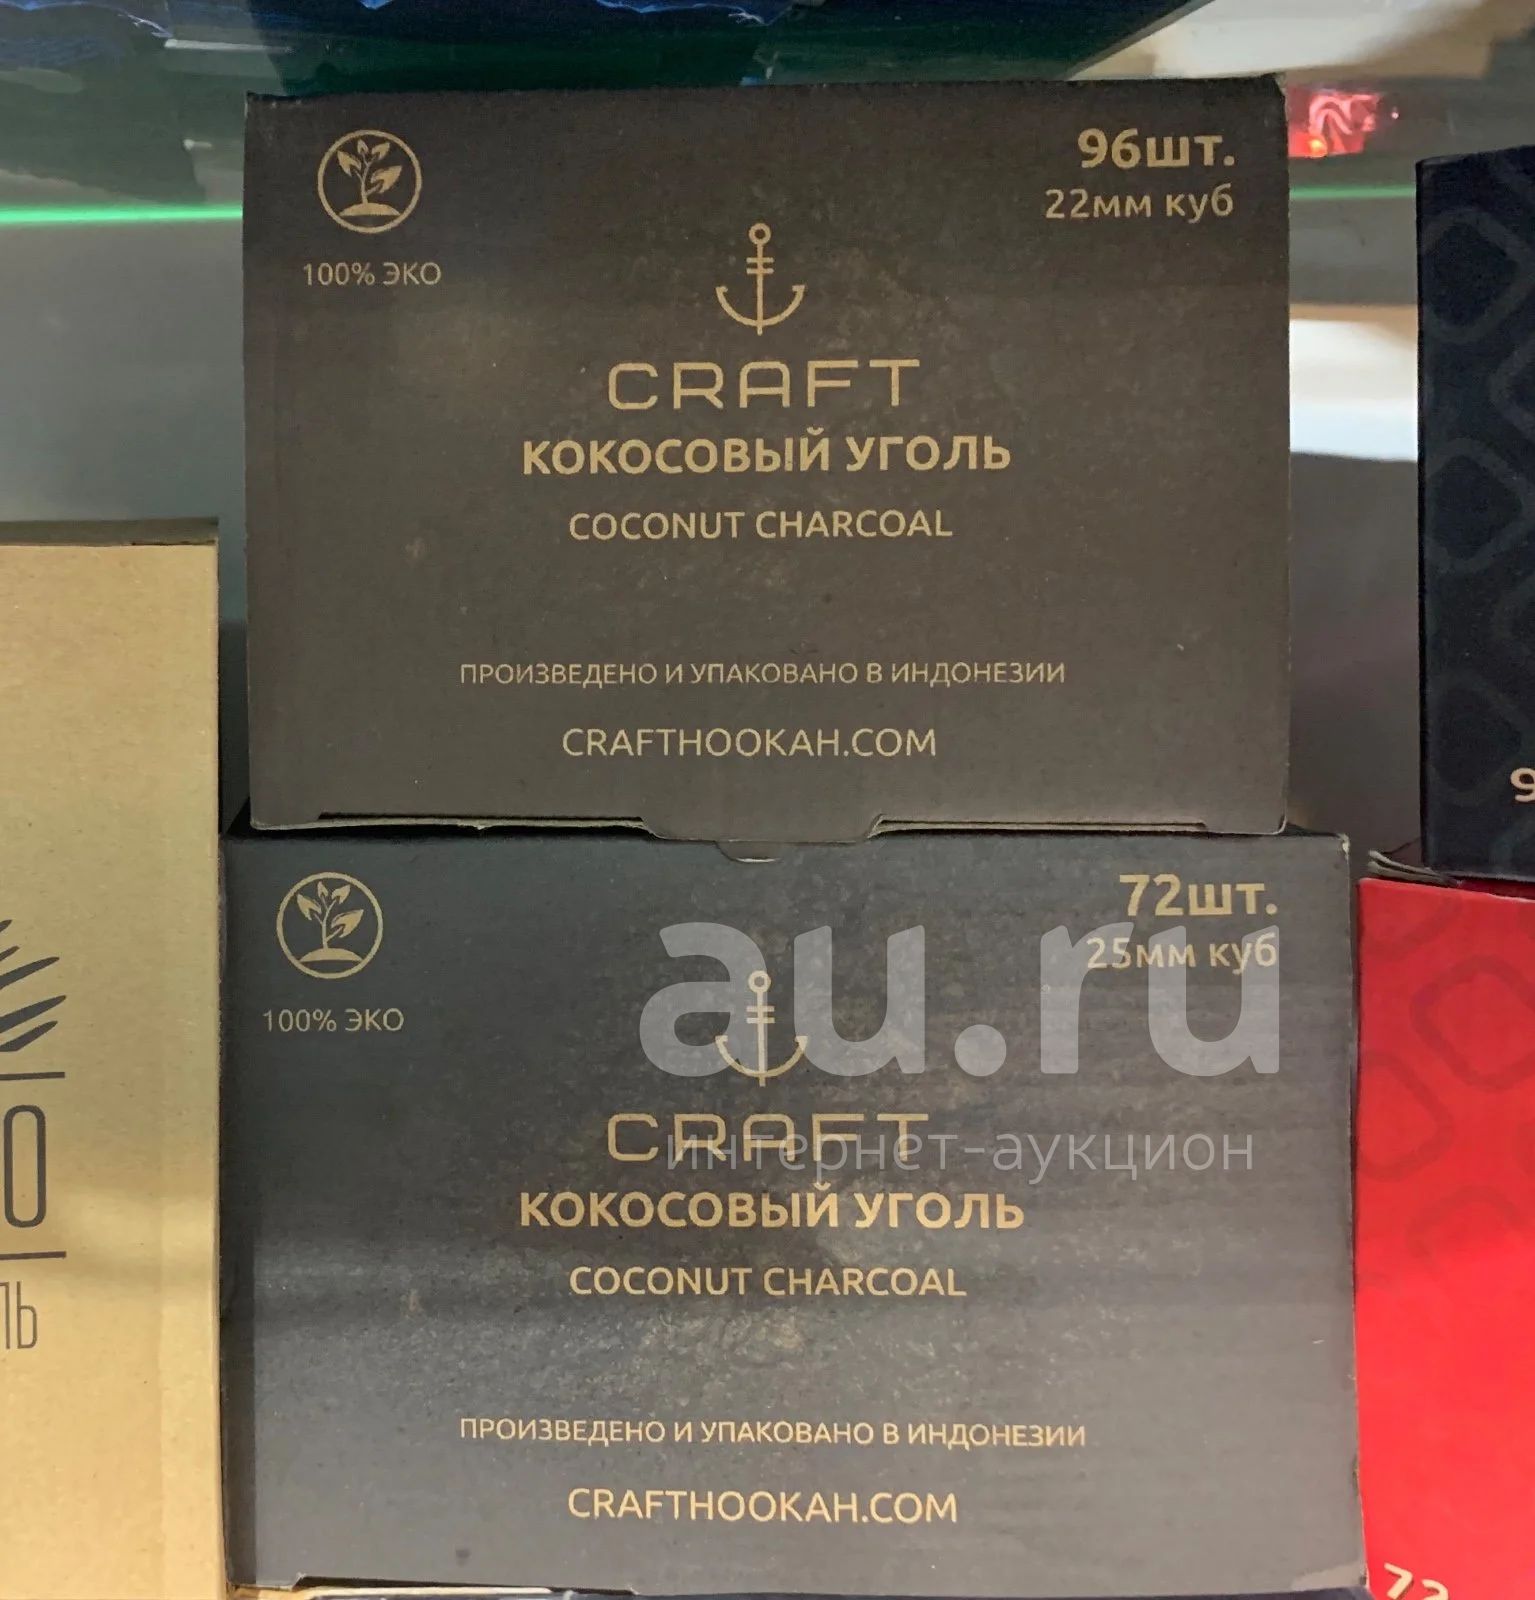 96шт.
22мм куб
100% ЭКО
CRAFT
КОКОСОВЫЙ УГОЛЬ
COCONUT CHARCOAL
ПРОИЗВЕДЕНО И УПАКОВАНО В ИНДОНЕЗИИ
CRAFTHOOKAH.COM
72шт.
25мм куб
100% ЭКО
au.ru
CRAFT
интернет-аукцион
КОКОСОВЫЙ УГОЛЬ
COCONUT CHARCOAL
ПРОИЗВЕДЕНО И УПАКОВАНО В ИНДОНЕЗИИ
CRAFTHOOKAH.COM
72